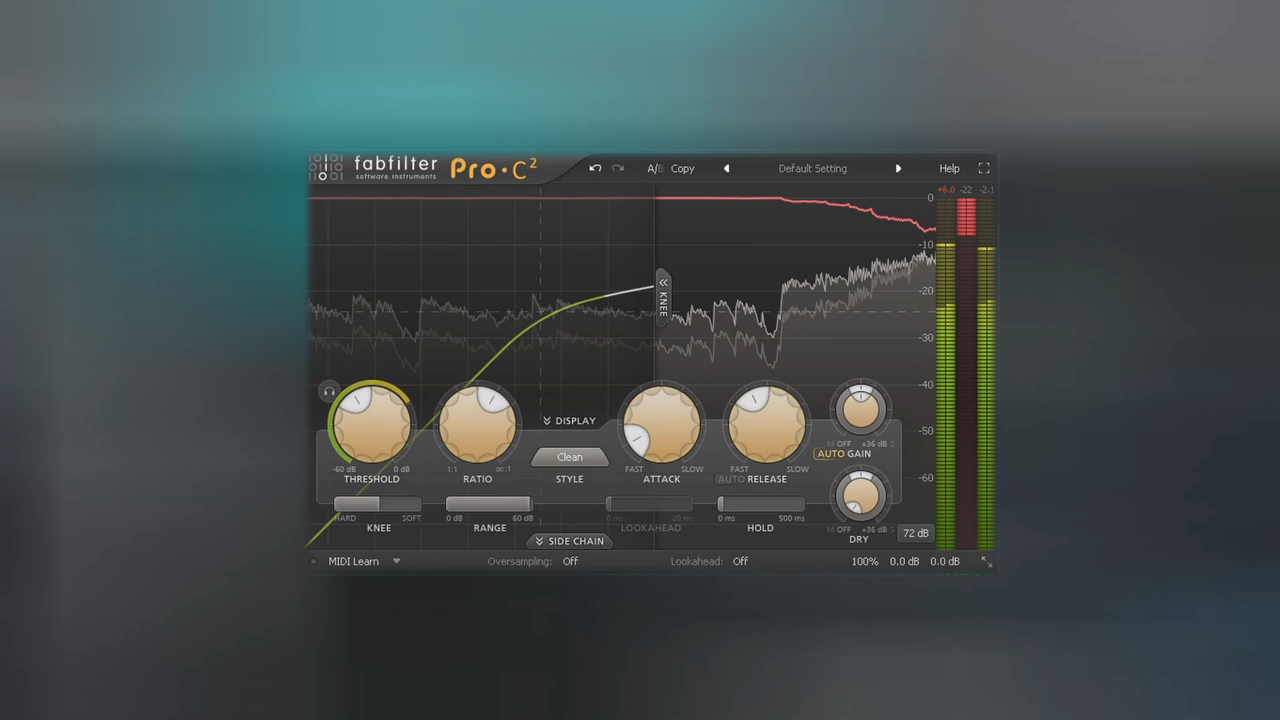 fabfilter Pro·C²
software instruments
A/B Copy
Default Setting
Help
+6.0 -22 -2.1
0
-10
-20
-30
-40
-50
-60
KNEE
DISPLAY
Clean
-60 dB 0 dB
THRESHOLD
1:1 ∞:1
RATIO
STYLE
FAST SLOW
ATTACK
FAST SLOW
AUTO RELEASE
M OFF +36 dB S
AUTO GAIN
HARD SOFT
KNEE
0 dB 60 dB
RANGE
0 ms 20 ms
LOOKAHEAD
0 ms 500 ms
HOLD
M OFF +36 dB S
DRY
72 dB
SIDE CHAIN
MIDI Learn
Oversampling: Off
Lookahead: Off
100% 0.0 dB 0.0 dB